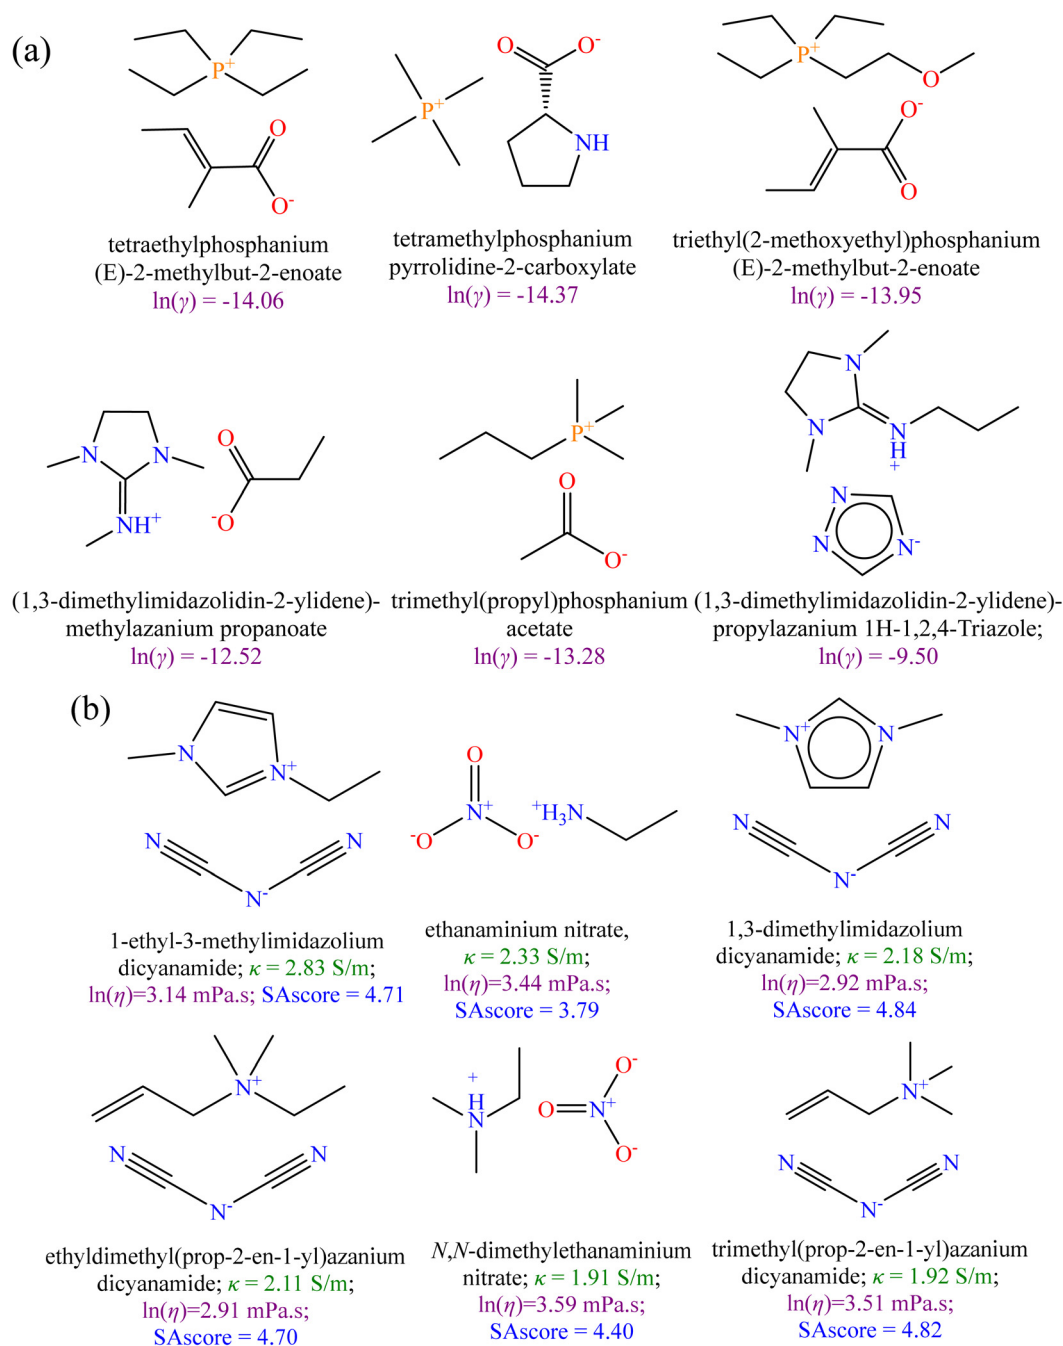 (a)
P+
tetraethylphosphanium
(E)-2-methylbut-2-enoate
ln(γ) = -14.06
O
O-
P+
O
O-
NH
tetramethylphosphanium
pyrrolidine-2-carboxylate
ln(γ) = -14.37
P+
O
O-
O
triethyl(2-methoxyethyl)phosphanium
(E)-2-methylbut-2-enoate
ln(γ) = -13.95
N
N
NH+
O
-O
(1,3-dimethylimidazolidin-2-ylidene)-
methylazanium propanoate
ln(γ) = -12.52
P+
O
O-
trimethyl(propyl)phosphanium
acetate
ln(γ) = -13.28
N
N
N
H
+
N
N
N-
(1,3-dimethylimidazolidin-2-ylidene)-
propylazanium 1H-1,2,4-Triazole;
ln(γ) = -9.50
(b)
N
N+
N
N
N-
1-ethyl-3-methylimidazolium
dicyanamide; κ = 2.83 S/m;
ln(η)=3.14 mPa.s; SAscore = 4.71
O
N+
-O
O-
+H3N
ethanaminium nitrate,
κ = 2.33 S/m;
ln(η)=3.44 mPa.s;
SAscore = 3.79
N+
N
N
N
N-
1,3-dimethylimidazolium
dicyanamide; κ = 2.18 S/m;
ln(η)=2.92 mPa.s;
SAscore = 4.84
N+
N
N
N-
ethyldimethyl(prop-2-en-1-yl)azanium
dicyanamide; κ = 2.11 S/m;
ln(η)=2.91 mPa.s;
SAscore = 4.70
+
H
N
O-
O
N+
O-
N,N-dimethylethanaminium
nitrate; κ = 1.91 S/m;
ln(η)=3.59 mPa.s;
SAscore = 4.40
N+
N
N
N-
trimethyl(prop-2-en-1-yl)azanium
dicyanamide; κ = 1.92 S/m;
ln(η)=3.51 mPa.s;
SAscore = 4.82